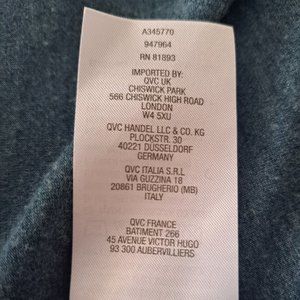 A345770
947964
RN 81893
IMPORTED BY:
QVC UK
CHISWICK PARK
566 CHISWICK HIGH ROAD
LONDON
W4 5XU
QVC HANDEL LLC & CO. KG
PLOCKSTR. 30
40221 DUSSELDORF
GERMANY
QVC ITALIA S.R.L
VIA GUZZINA 18
20861 BRUGHERIO (MB)
ITALY
QVC FRANCE
BATIMENT 266
45 AVENUE VICTOR HUGO
93 300 AUBERVILLIERS